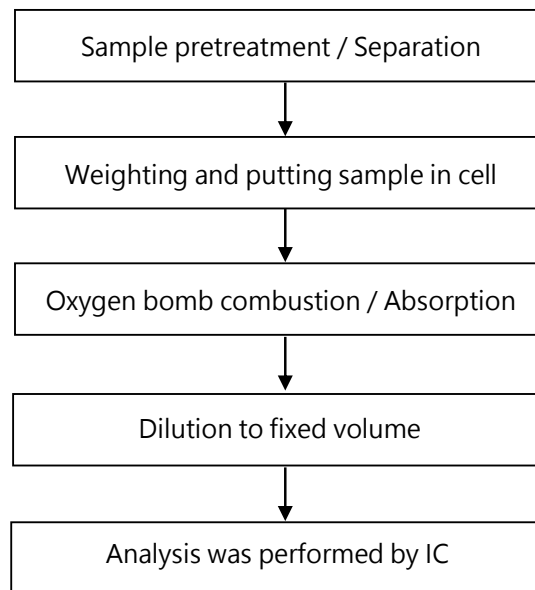 Sample pretreatment / Separation
Weighting and putting sample in cell
Oxygen bomb combustion / Absorption
Dilution to fixed volume
Analysis was performed by IC